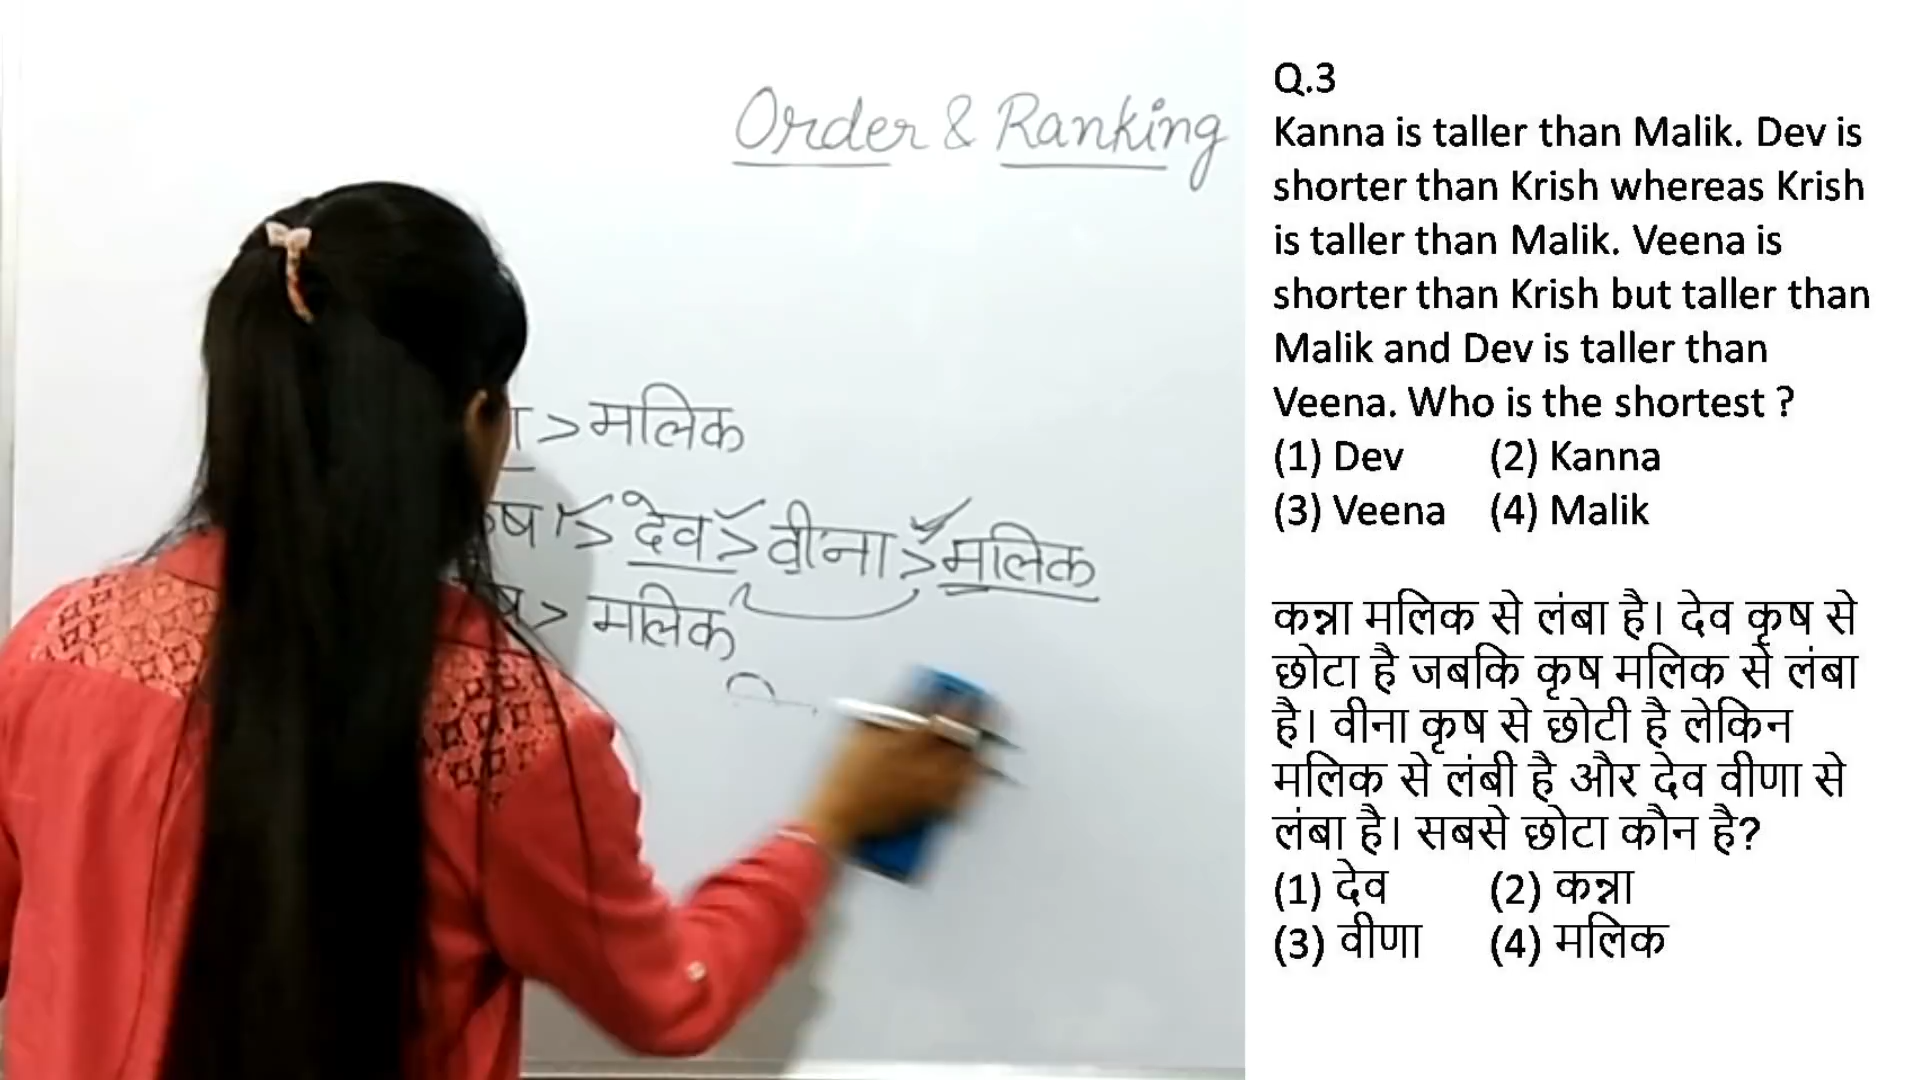 Order & Ranking
> मलिक
> देव > वीना > मलिक
> मलिक
Q.3
Kanna is taller than Malik. Dev is
shorter than Krish whereas Krish
is taller than Malik. Veena is
shorter than Krish but taller than
Malik and Dev is taller than
Veena. Who is the shortest ?
(1) Dev (2) Kanna
(3) Veena (4) Malik
कन्ना मलिक से लंबा है। देव कृष से
छोटा है जबकि कृष मलिक से लंबा
है। वीना कृष से छोटी है लेकिन
मलिक से लंबी है और देव वीणा से
लंबा है। सबसे छोटा कौन है?
(1) देव (2) कन्ना
(3) वीणा (4) मलिक